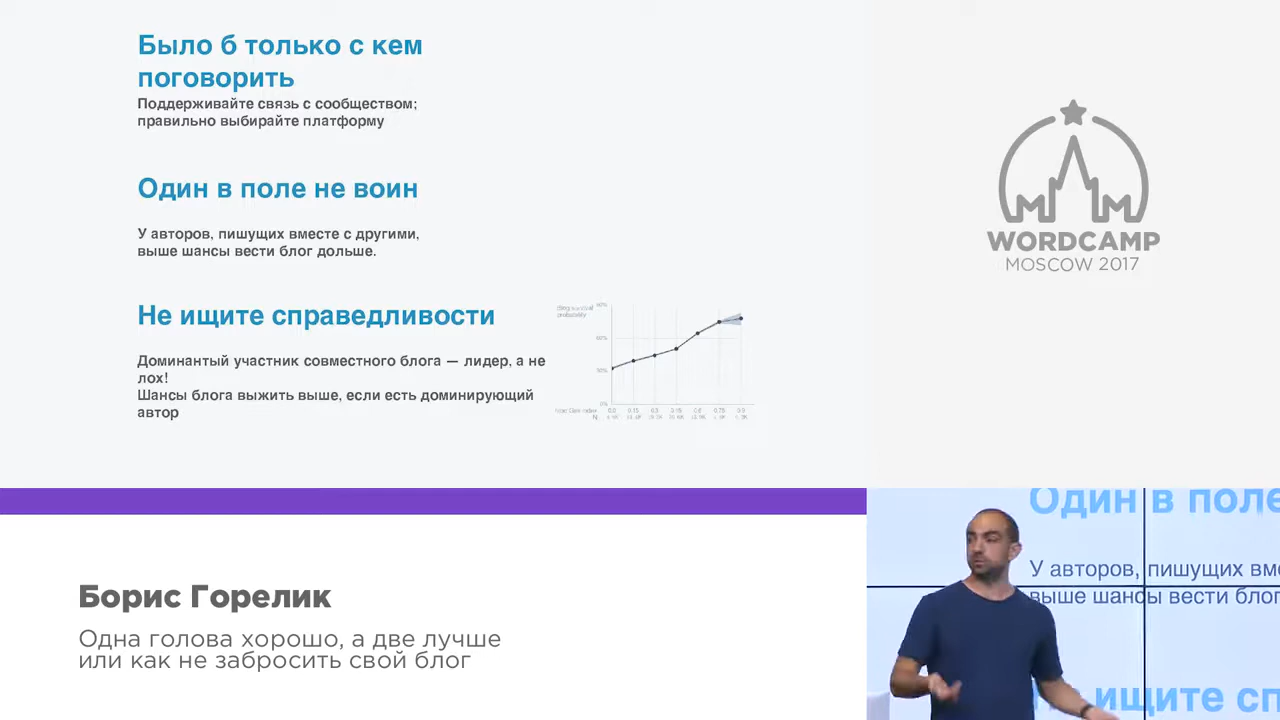 Было б только с кем
поговорить
Поддерживайте связь с сообществом;
правильно выбирайте платформу
Один в поле не воин
У авторов, пишущих вместе с другими,
выше шансы вести блог дольше.
Не ищите справедливости
Доминантый участник совместного блога — лидер, а не
лох!
Шансы блога выжить выше, если есть доминирующий
автор
probability
WORDCAMP
MOSCOW 2017
Борис Горелик
Одна голова хорошо, а две лучше
или как не забросить свой блог
Один в поле
У авторов, пишущих вме
выше шансы вести блог
ищите сп